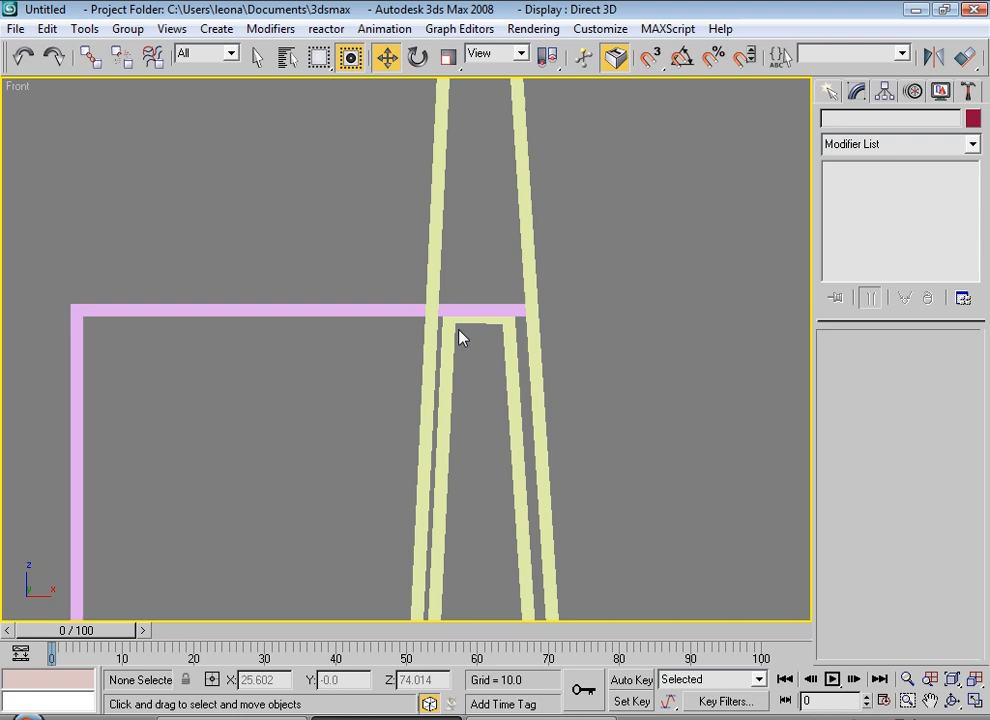 Untitled - Project Folder: C:\Users\leona\Documents\3dsmax - Autodesk 3ds Max 2008 - Display : Direct 3D
File Edit Tools Group Views Create Modifiers reactor Animation Graph Editors Rendering Customize MAXScript Help
All View
Front
Modifier List
z
x
y
0 / 100
0 10 20 30 40 50 60 70 80 90 100
None Selecte X: 25.602 Y: -0.0 Z: 74.014 Grid = 10.0 Auto Key Selected
Click and drag to select and move objects Add Time Tag Set Key Key Filters... 0